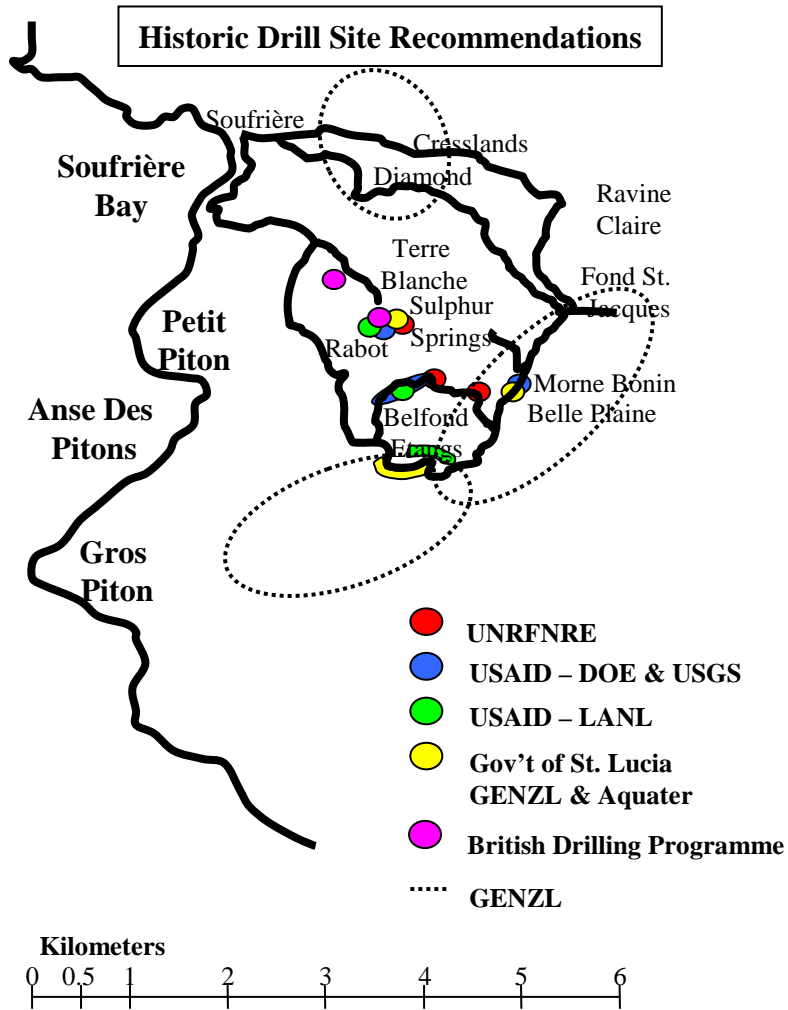 Historic Drill Site Recommendations
Soufrière
Cresslands
Soufrière
Bay
Diamond
Ravine
Claire
Terre
Blanche
Fond St.
Jacques
Sulphur
Springs
Petit
Piton
Rabot
Morne Bonin
Belle Plaine
Anse Des
Pitons
Belfond
Etangs
Gros
Piton
UNRFNRE
USAID – DOE & USGS
USAID – LANL
Gov't of St. Lucia
GENZL & Aquater
British Drilling Programme
GENZL
Kilometers
0 0.5 1 2 3 4 5 6